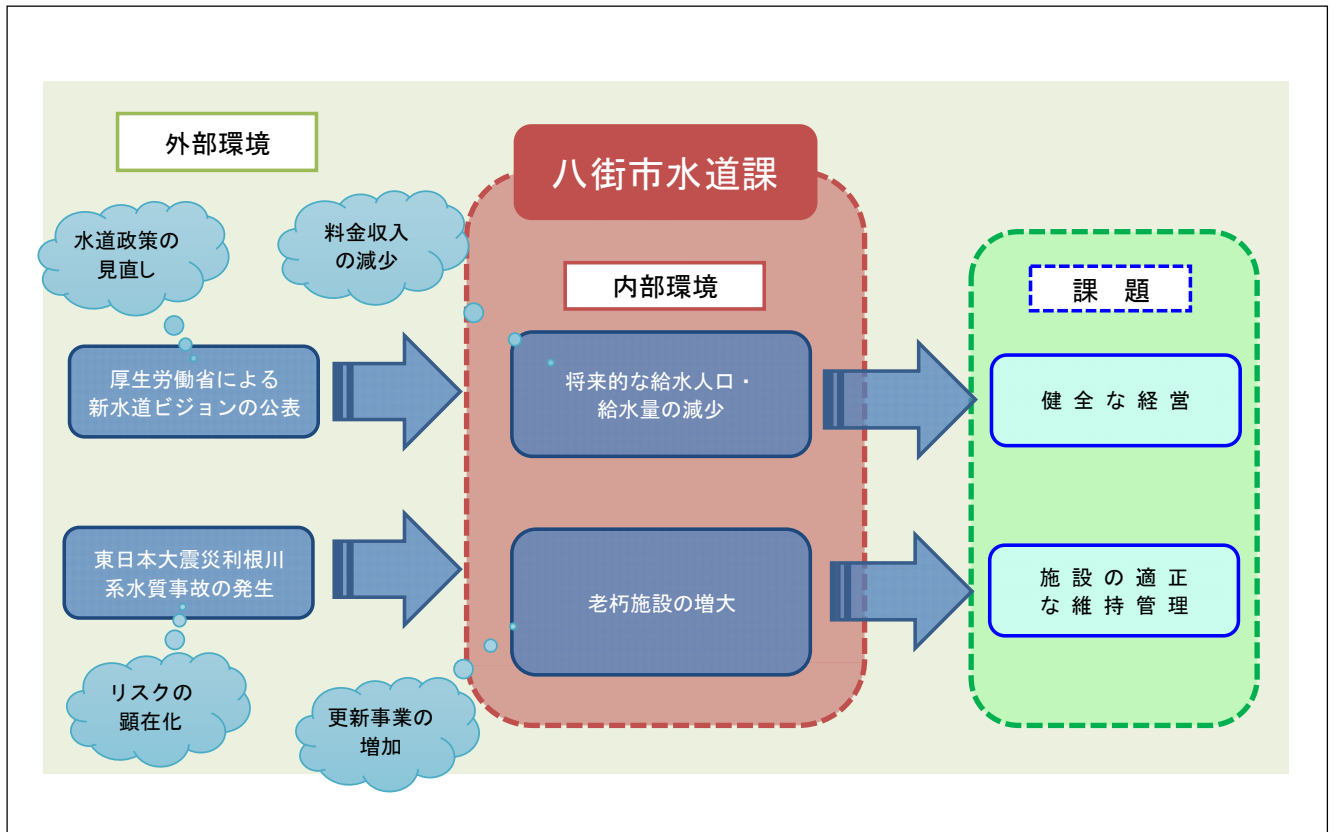 外部環境
八街市水道課
水道政策の
見直し
料金収入
の減少
内部環境
課 題
厚生労働省による
新水道ビジョンの公表
将来的な給水人口・
給水量の減少
健 全 な 経 営
東日本大震災利根川
系水質事故の発生
老朽施設の増大
施 設 の 適 正
な 維 持 管 理
リスクの
顕在化
更新事業の
増加